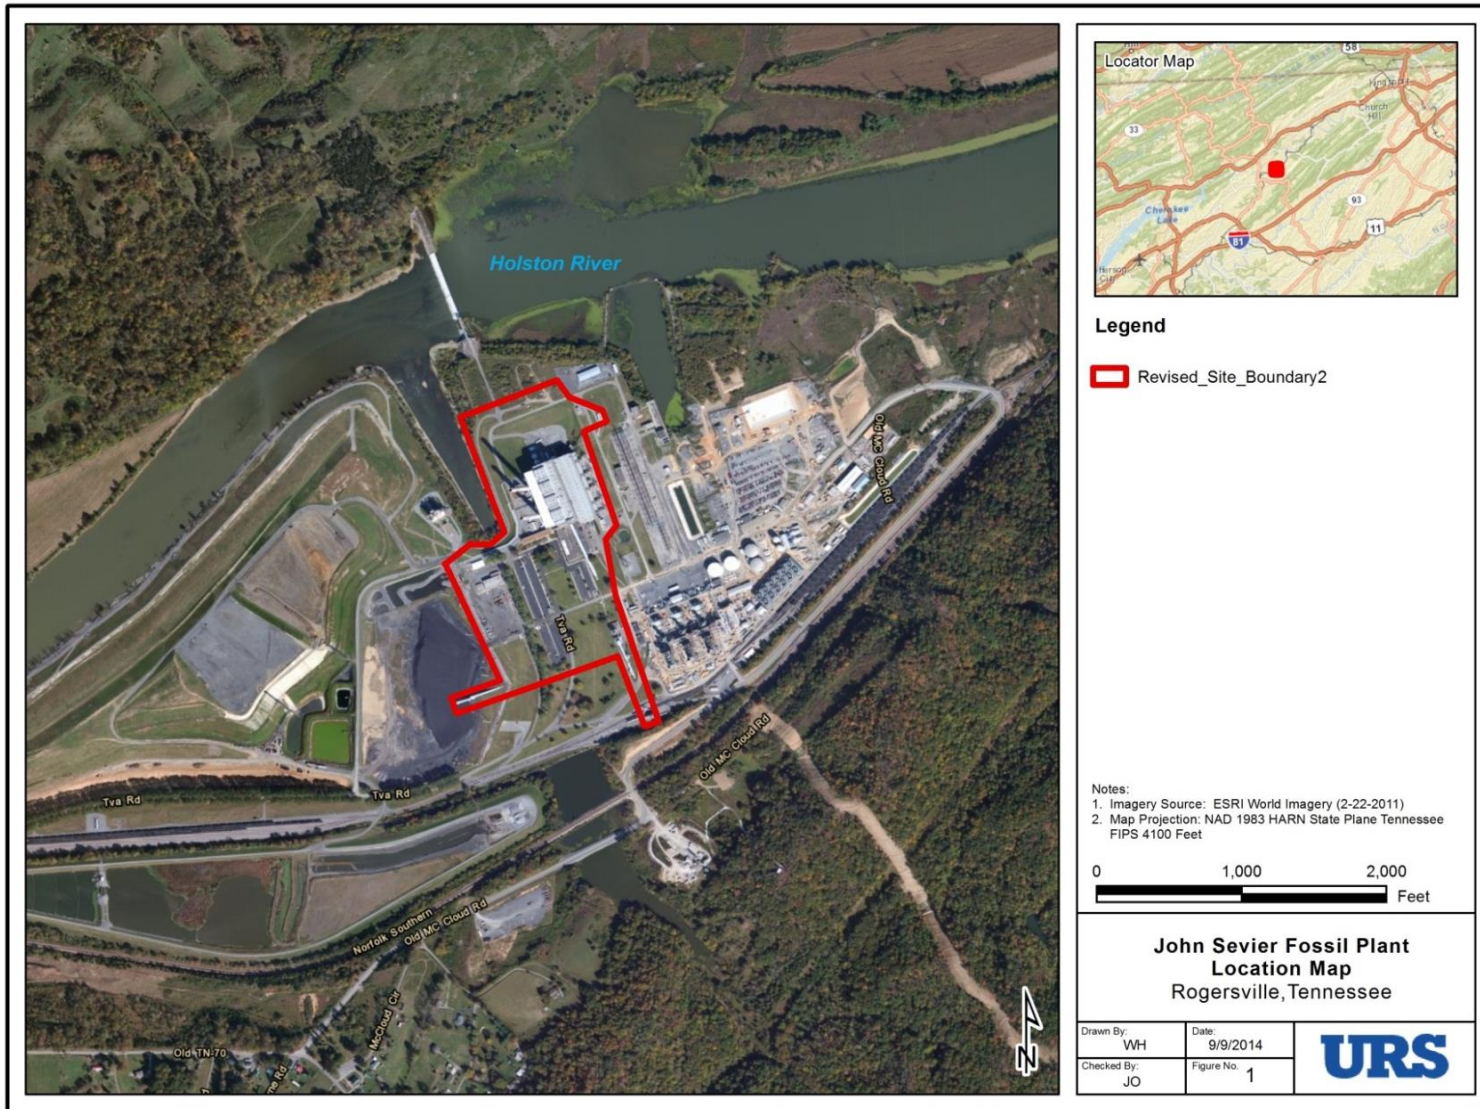 Holston River
Old MC Cloud Rd
Tva Rd
Old MC Cloud Rd
Tva Rd
Tva Rd
Norfolk Southern
Old MC Cloud Rd
McCloud Cir
Old TN-70
Rd
N
Locator Map
58
Church
Hill
33
93
Cherokee
Lake
11
81
Legend
Revised_Site_Boundary2
Notes:
1. Imagery Source: ESRI World Imagery (2-22-2011)
2. Map Projection: NAD 1983 HARN State Plane Tennessee
FIPS 4100 Feet
0 1,000 2,000
Feet
John Sevier Fossil Plant
Location Map
Rogersville, Tennessee
Drawn By:
WH
Date:
9/9/2014
Checked By:
JO
Figure No. 1
URS